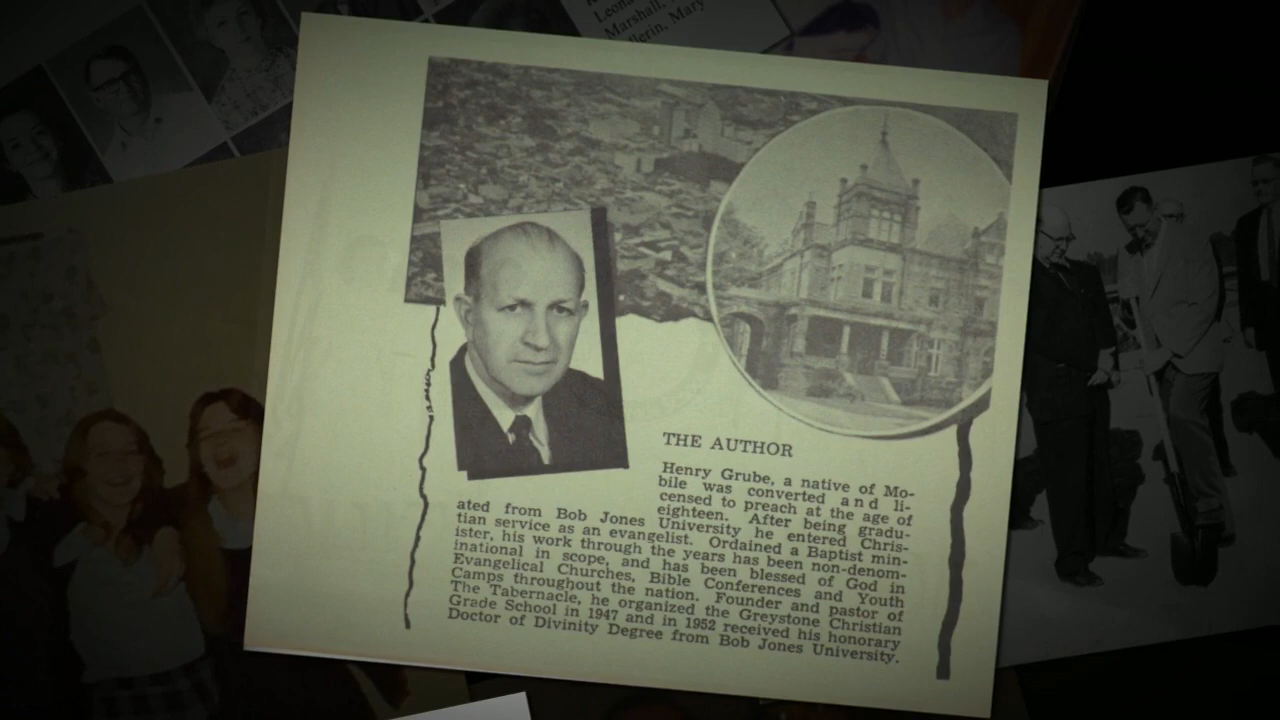 Marshall,
llerin, Mary
THE AUTHOR
Henry Grube, a native of Mo-
bile was converted and li-
censed to preach at the age of
eighteen. After being gradu-
ated from Bob Jones University he entered Chris-
tian service as an evangelist. Ordained a Baptist min-
ister, his work through the years has been non-denom-
inational in scope, and has been blessed of God in
Evangelical Churches, Bible Conferences and Youth
Camps throughout the nation. Founder and pastor of
The Tabernacle, he organized the Greystone Christian
Grade School in 1947 and in 1952 received his honorary
Doctor of Divinity Degree from Bob Jones University.